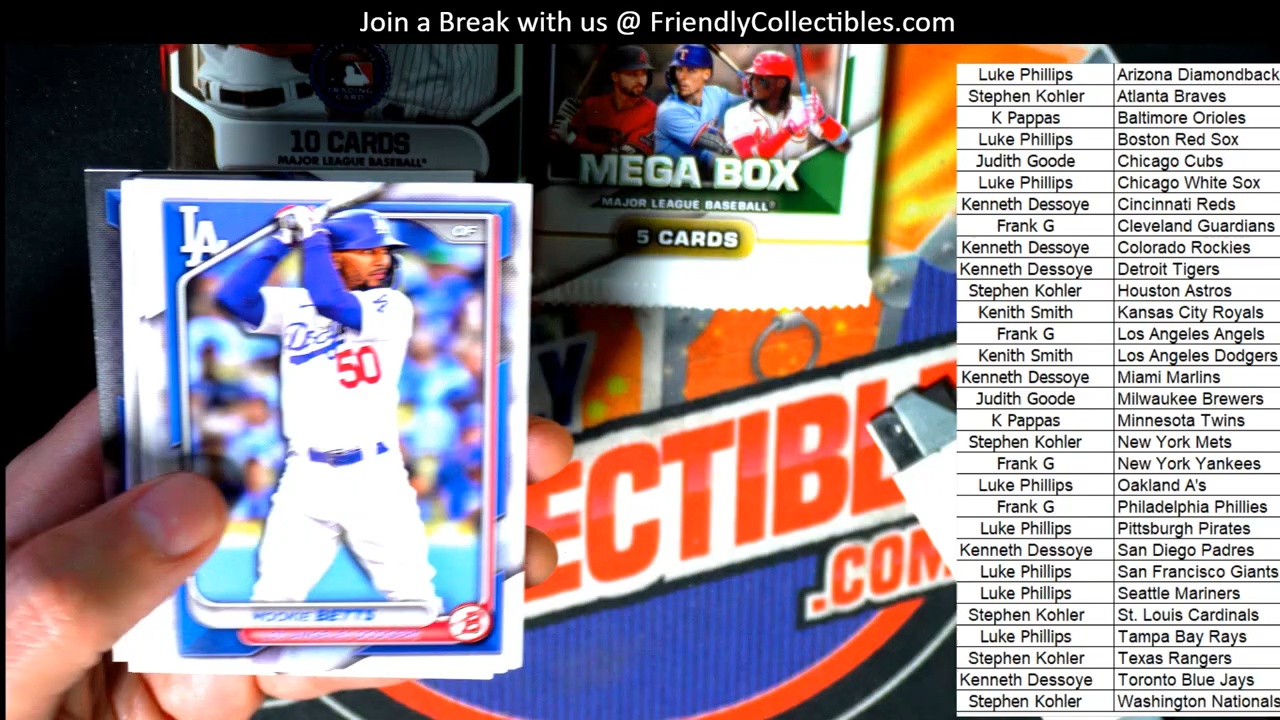 Join a Break with us @ FriendlyCollectibles.com
TRADING CARD
10 CARDS
MAJOR LEAGUE BASEBALL
MEGA BOX
MAJOR LEAGUE BASEBALL
5 CARDS
LA
OF
50
MOOKIE BETTS
B
ECTIBLE
.COM
Luke Phillips Arizona Diamondback
Stephen Kohler Atlanta Braves
K Pappas Baltimore Orioles
Luke Phillips Boston Red Sox
Judith Goode Chicago Cubs
Luke Phillips Chicago White Sox
Kenneth Dessoye Cincinnati Reds
Frank G Cleveland Guardians
Kenneth Dessoye Colorado Rockies
Kenneth Dessoye Detroit Tigers
Stephen Kohler Houston Astros
Kenith Smith Kansas City Royals
Frank G Los Angeles Angels
Kenith Smith Los Angeles Dodgers
Kenneth Dessoye Miami Marlins
Judith Goode Milwaukee Brewers
K Pappas Minnesota Twins
Stephen Kohler New York Mets
Frank G New York Yankees
Luke Phillips Oakland A's
Frank G Philadelphia Phillies
Luke Phillips Pittsburgh Pirates
Kenneth Dessoye San Diego Padres
Luke Phillips San Francisco Giants
Luke Phillips Seattle Mariners
Stephen Kohler St. Louis Cardinals
Luke Phillips Tampa Bay Rays
Stephen Kohler Texas Rangers
Kenneth Dessoye Toronto Blue Jays
Stephen Kohler Washington Nationals